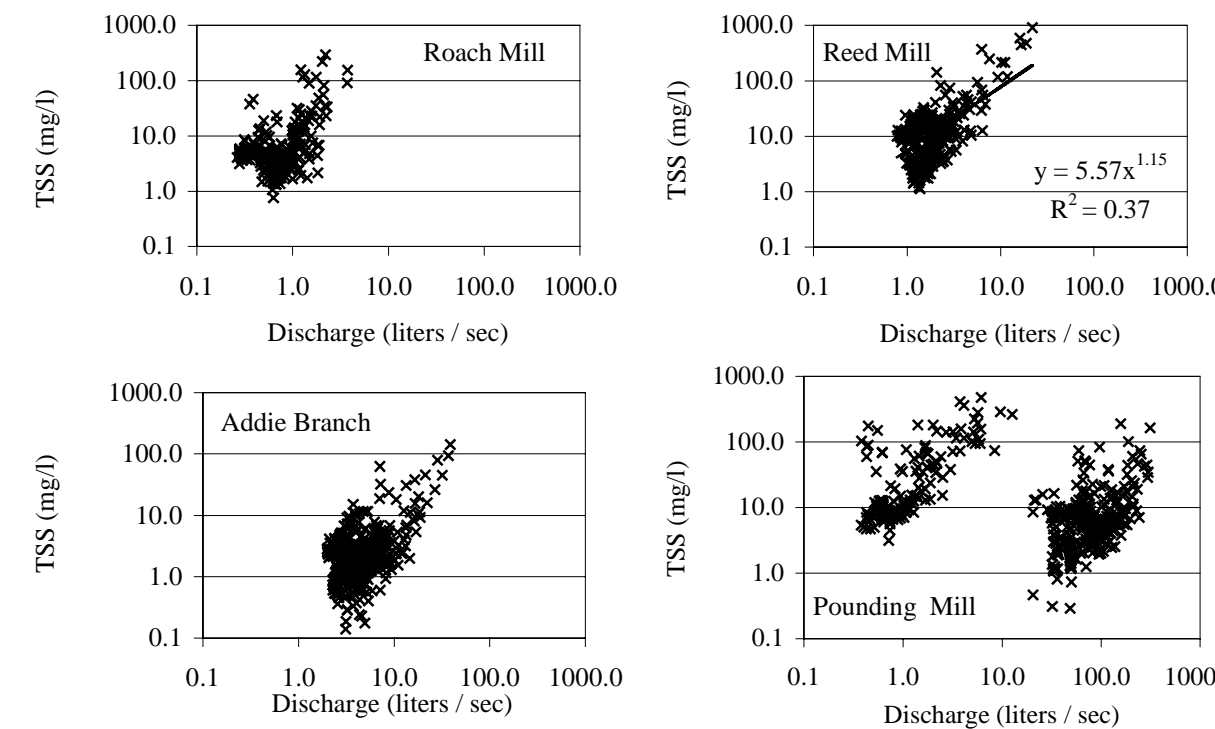 1000.0
100.0
10.0
1.0
0.1
TSS (mg/l)
Roach Mill
0.1 1.0 10.0 100.0 1000.0
Discharge (liters / sec)
1000.0
100.0
10.0
1.0
0.1
TSS (mg/l)
Reed Mill
y = 5.57x^1.15
R^2 = 0.37
0.1 1.0 10.0 100.0 1000.0
Discharge (liters / sec)
1000.0
100.0
10.0
1.0
0.1
TSS (mg/l)
Addie Branch
0.1 1.0 10.0 100.0 1000.0
Discharge (liters / sec)
1000.0
100.0
10.0
1.0
0.1
TSS (mg/l)
Pounding Mill
0.1 1.0 10.0 100.0 1000
Discharge (liters / sec)